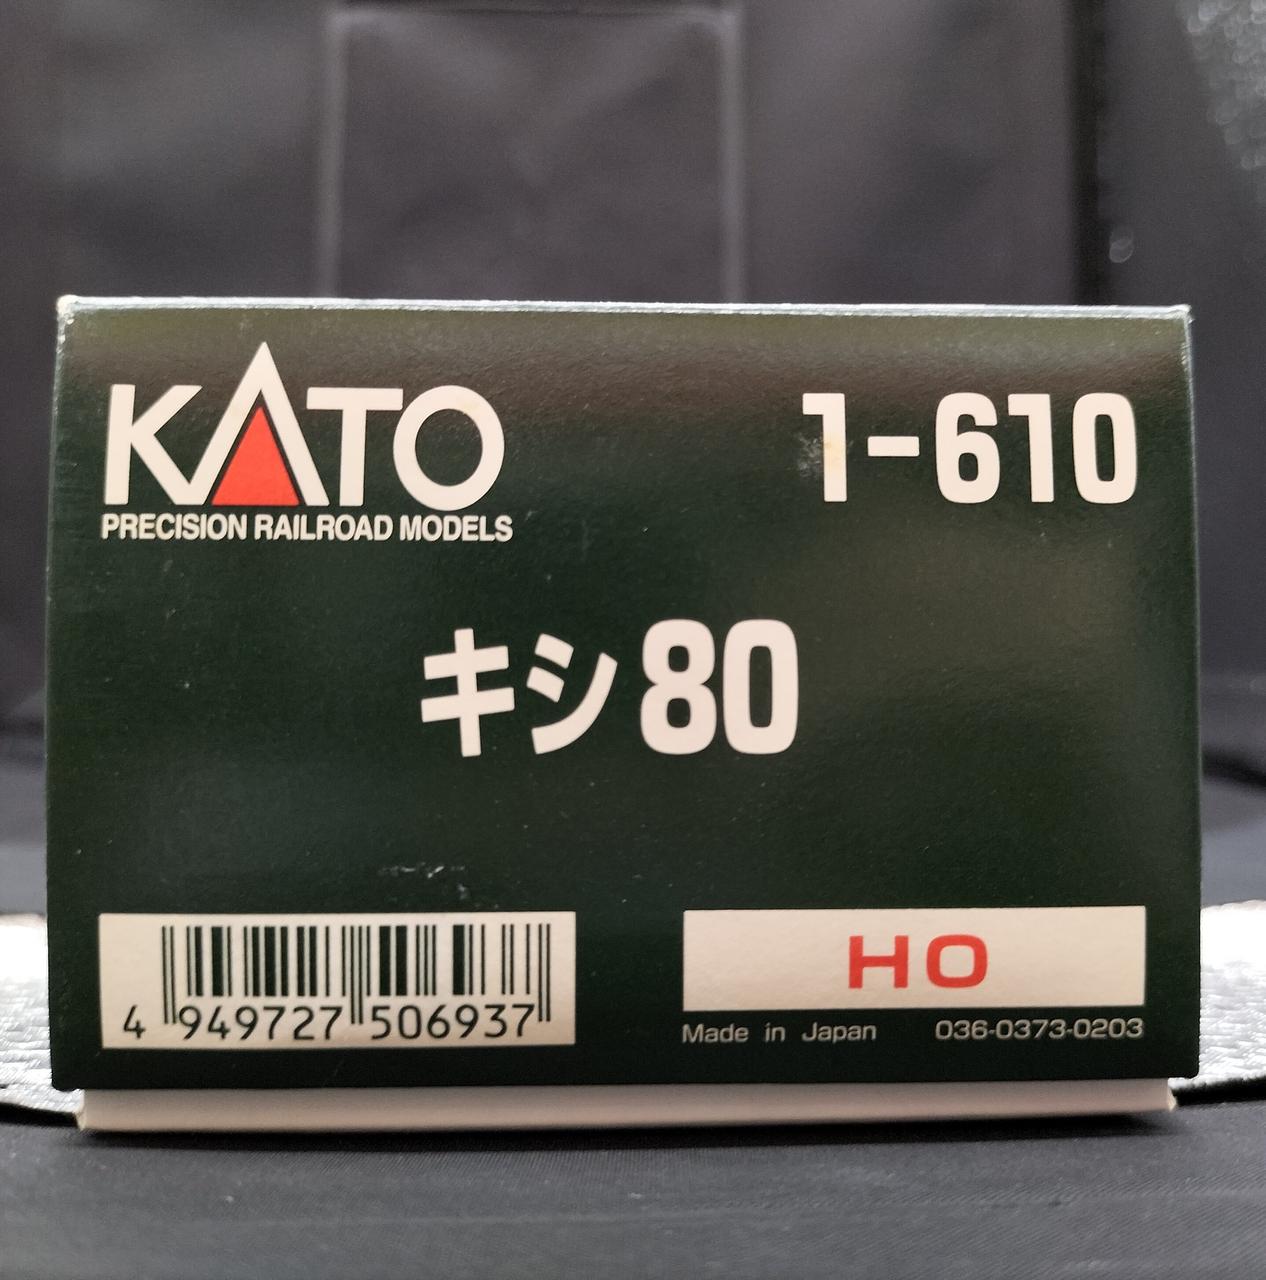 KATO 1-610
PRECISION RAILROAD MODELS
キシ80
HO
4 949727 506937
Made in Japan 036-0373-0203